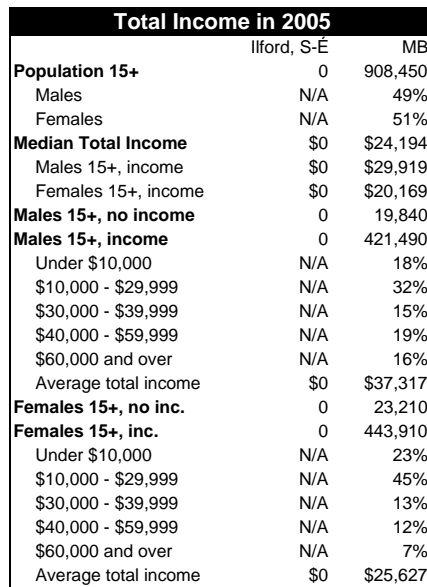 Total Income in 2005
Ilford, S-É MB
Population 15+ 0 908,450
Males N/A 49%
Females N/A 51%
Median Total Income $0 $24,194
Males 15+, income $0 $29,919
Females 15+, income $0 $20,169
Males 15+, no income 0 19,840
Males 15+, income 0 421,490
Under $10,000 N/A 18%
$10,000 - $29,999 N/A 32%
$30,000 - $39,999 N/A 15%
$40,000 - $59,999 N/A 19%
$60,000 and over N/A 16%
Average total income $0 $37,317
Females 15+, no inc. 0 23,210
Females 15+, inc. 0 443,910
Under $10,000 N/A 23%
$10,000 - $29,999 N/A 45%
$30,000 - $39,999 N/A 13%
$40,000 - $59,999 N/A 12%
$60,000 and over N/A 7%
Average total income $0 $25,627